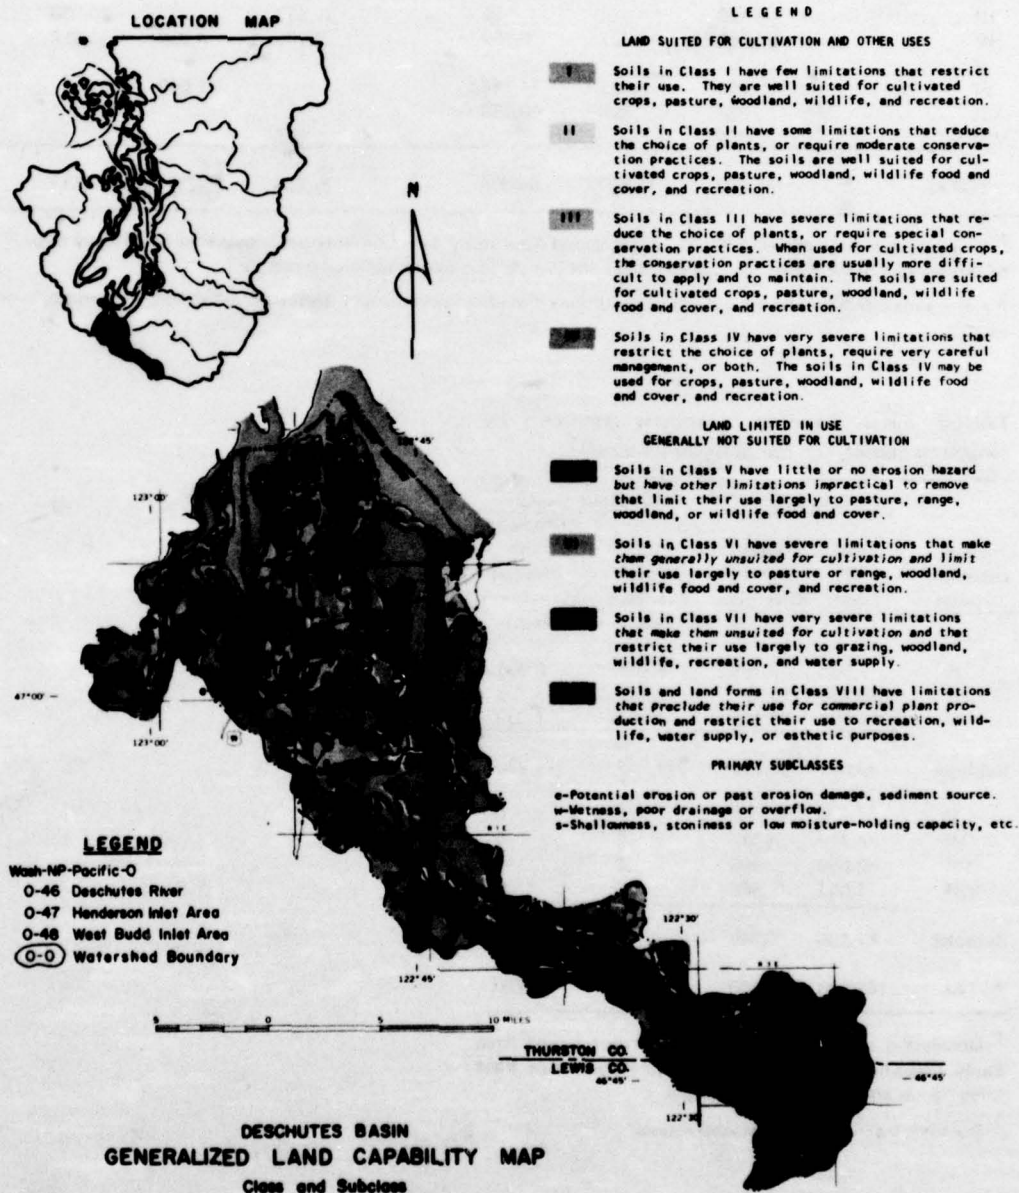 LOCATION MAP
N
LEGEND
LAND SUITED FOR CULTIVATION AND OTHER USES
I
Soils in Class I have few limitations that restrict
their use. They are well suited for cultivated
crops, pasture, woodland, wildlife, and recreation.
II
Soils in Class II have some limitations that reduce
the choice of plants, or require moderate conserva-
tion practices. The soils are well suited for cul-
tivated crops, pasture, woodland, wildlife food and
cover, and recreation.
III
Soils in Class III have severe limitations that re-
duce the choice of plants, or require special con-
servation practices. When used for cultivated crops,
the conservation practices are usually more diffi-
cult to apply and to maintain. The soils are suited
for cultivated crops, pasture, woodland, wildlife
food and cover, and recreation.
Soils in Class IV have very severe limitations that
restrict the choice of plants, require very careful
management, or both. The soils in Class IV may be
used for crops, pasture, woodland, wildlife food
and cover, and recreation.
LAND LIMITED IN USE
GENERALLY NOT SUITED FOR CULTIVATION
Soils in Class V have little or no erosion hazard
but have other limitations impractical to remove
that limit their use largely to pasture, range,
woodland, or wildlife food and cover.
Soils in Class VI have severe limitations that make
them generally unsuited for cultivation and limit
their use largely to pasture or range, woodland,
wildlife food and cover, and recreation.
Soils in Class VII have very severe limitations
that make them unsuited for cultivation and that
restrict their use largely to grazing, woodland,
wildlife, recreation, and water supply.
Soils and land forms in Class VIII have limitations
that preclude their use for commercial plant pro-
duction and restrict their use to recreation, wild-
life, water supply, or esthetic purposes.
PRIMARY SUBCLASSES
e-Potential erosion or past erosion damage, sediment source.
w-Wetness, poor drainage or overflow.
s-Shallowness, stoniness or low moisture-holding capacity, etc.
123°00'
47°00'
123°00'
R 1 E
122°45'
122°30'
R 3 E
LEGEND
Wash-NP-Pacific-O
O-46 Deschutes River
O-47 Henderson Inlet Area
O-48 West Budd Inlet Area
O-O Watershed Boundary
5 0 5 10 MILES
THURSTON CO.
LEWIS CO.
46°45'
46°45'
122°30'
DESCHUTES BASIN
GENERALIZED LAND CAPABILITY MAP
Class and Subclass